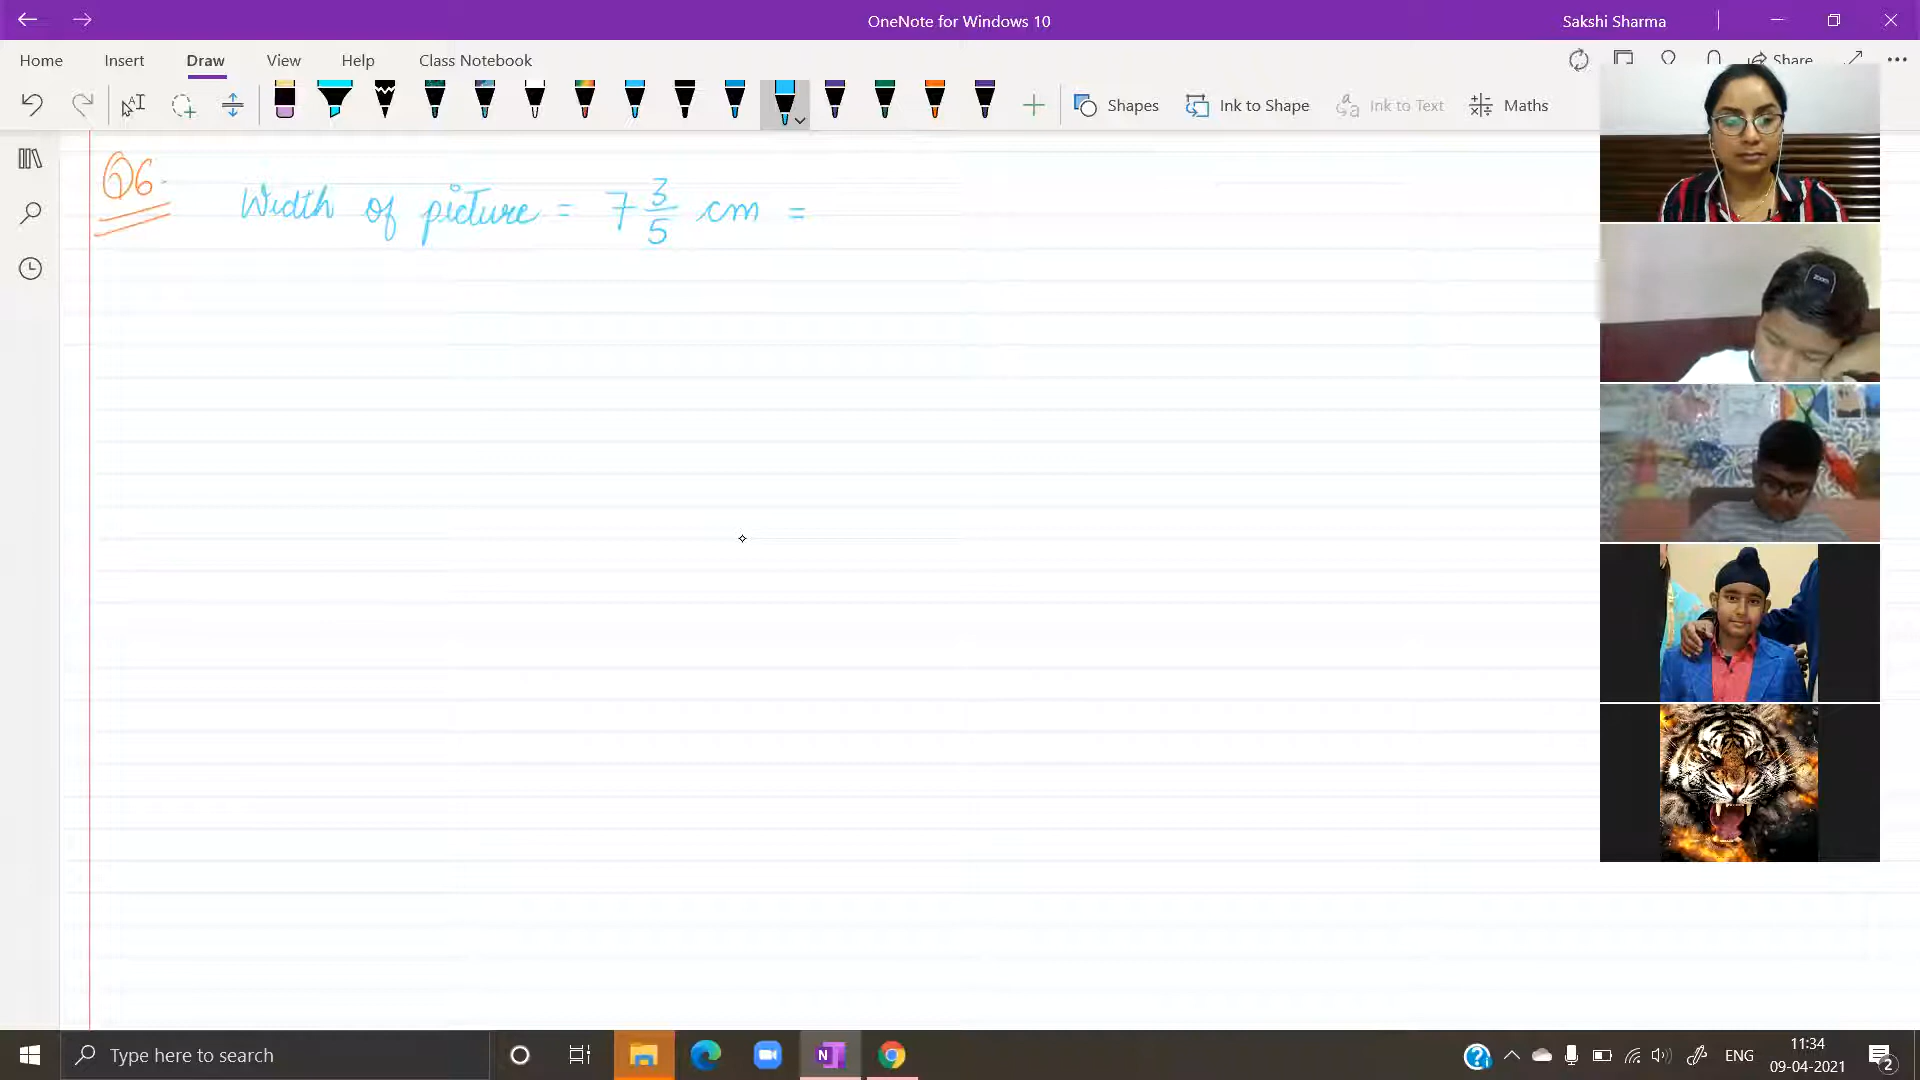 OneNote for Windows 10
Sakshi Sharma
Home Insert Draw View Help Class Notebook
Share
Shapes Ink to Shape Ink to Text Maths
Q6.
Width of picture = 7 3/5 cm =
zoom
Type here to search
ENG
11:34
09-04-2021
2